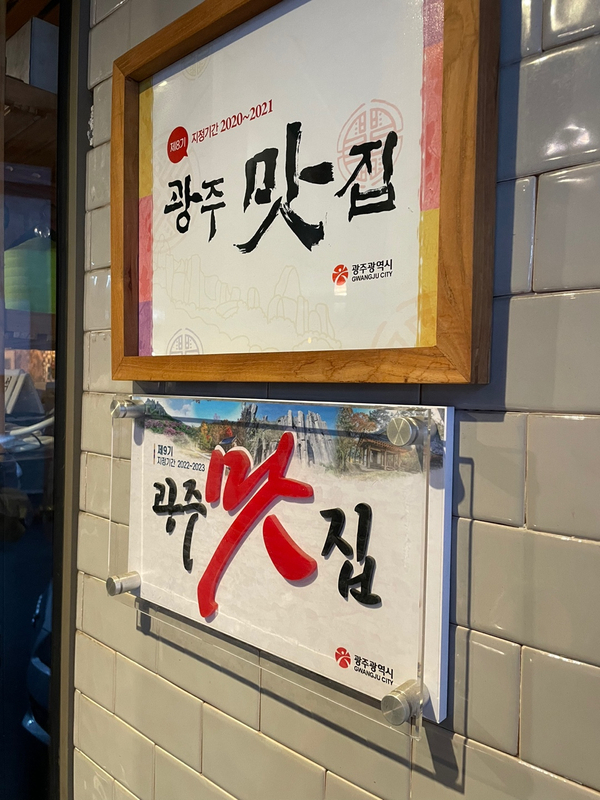 제8기 지정기간 2020~2021
광주 맛집
광주광역시
GWANGJU CITY
제9기
지정기간 2022-2023
광주 맛집
광주광역시
GWANGJU CITY